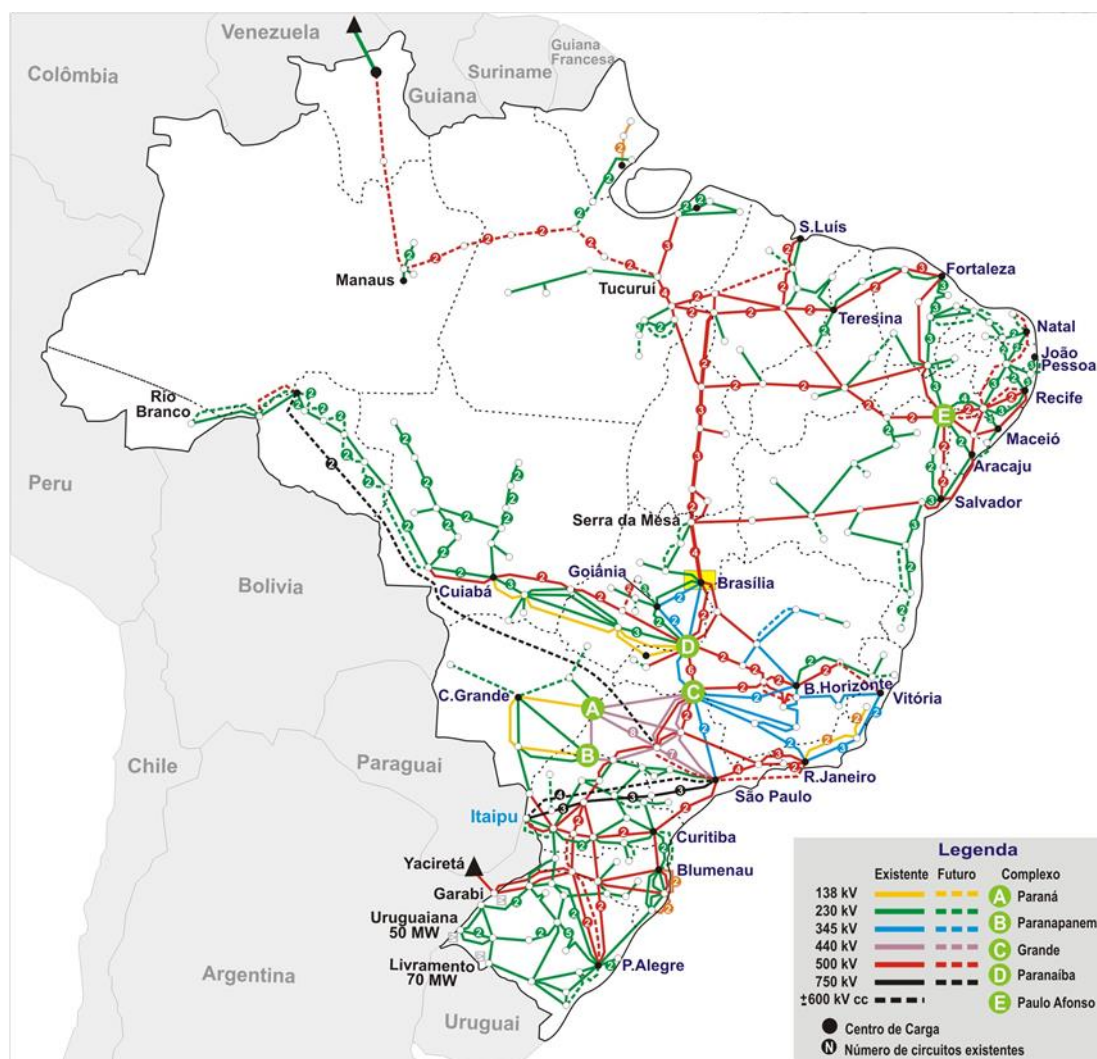 Venezuela
Guiana
Francesa
Colômbia
Suriname
Guiana
S.Luís
Fortaleza
Manaus
Tucuruí
Teresina
Natal
João
Pessoa
Rio
Branco
Recife
E
Maceió
Aracaju
Peru
Salvador
Serra da Mesa
Bolivia
Goiânia
Brasília
Cuiabá
D
C.Grande
C
B.Horizonte
Vitória
A
B
Chile
Paraguai
R.Janeiro
São Paulo
Itaipu
Curitiba
Yaciretá
Blumenau
Garabi
Uruguaiana
50 MW
Livramento
70 MW
P.Alegre
Argentina
Uruguai
Legenda
Existente Futuro Complexo
138 kV A Paraná
230 kV B Paranapanem
345 kV
440 kV C Grande
500 kV D Paranaíba
750 kV
±600 kV cc E Paulo Afonso
Centro de Carga
N Número de circuitos existentes